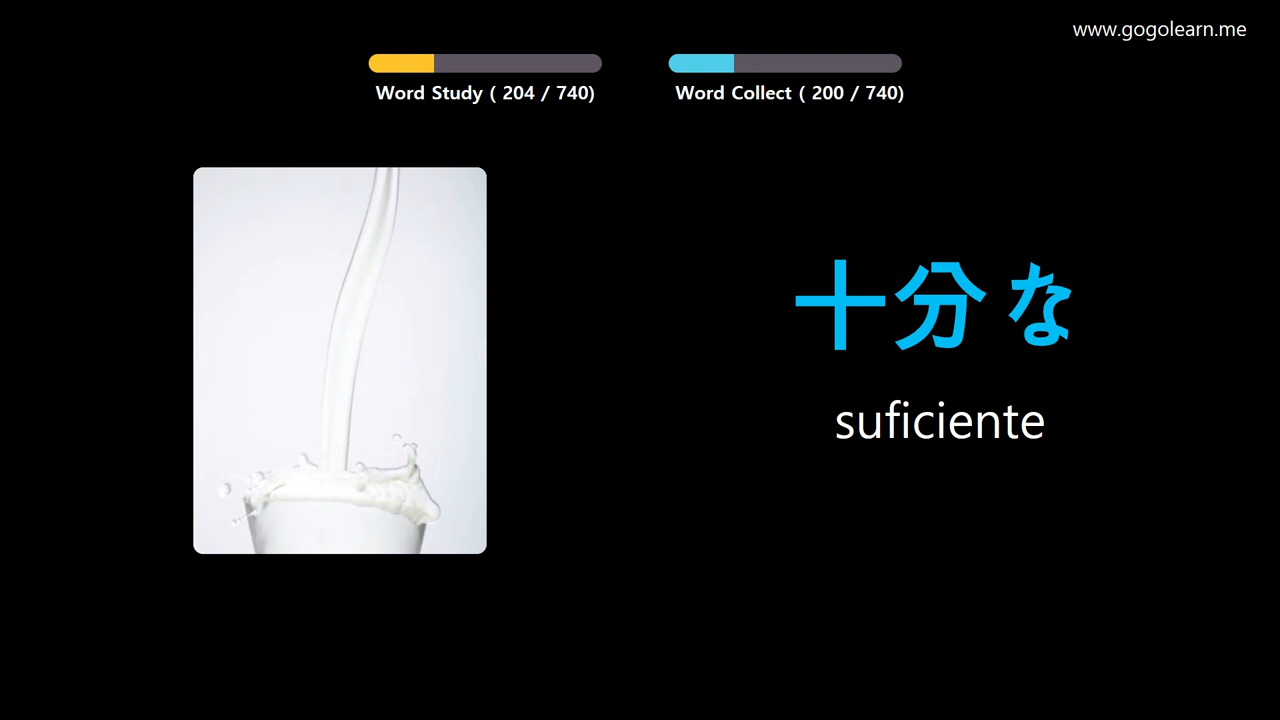 www.gogolearn.me
Word Study ( 204 / 740)
Word Collect ( 200 / 740)
十分な
suficiente